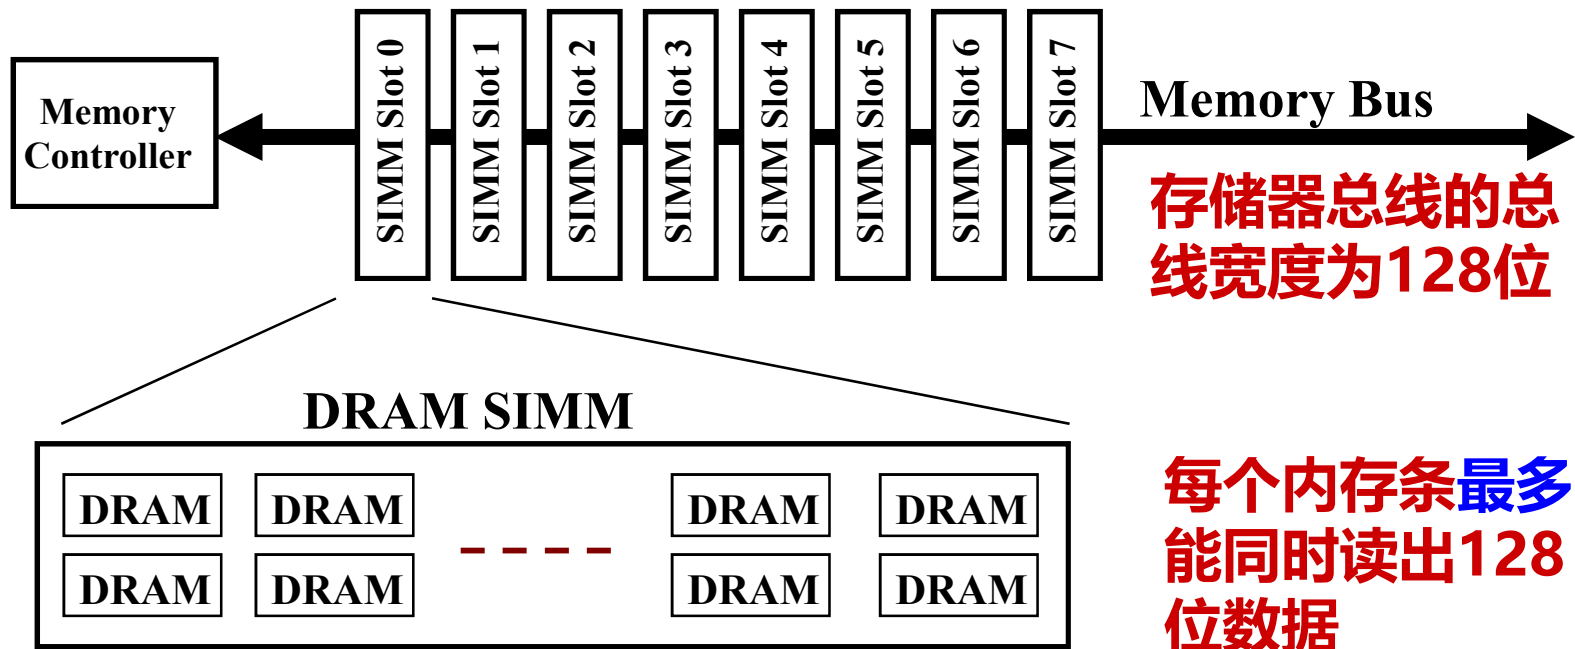 SIMM Slot 0
SIMM Slot 1
SIMM Slot 2
SIMM Slot 3
SIMM Slot 4
SIMM Slot 5
SIMM Slot 6
SIMM Slot 7
Memory
Controller
Memory Bus
存储器总线的总
线宽度为128位
DRAM SIMM
DRAM DRAM DRAM DRAM
DRAM DRAM DRAM DRAM
每个内存条最多
能同时读出128
位数据